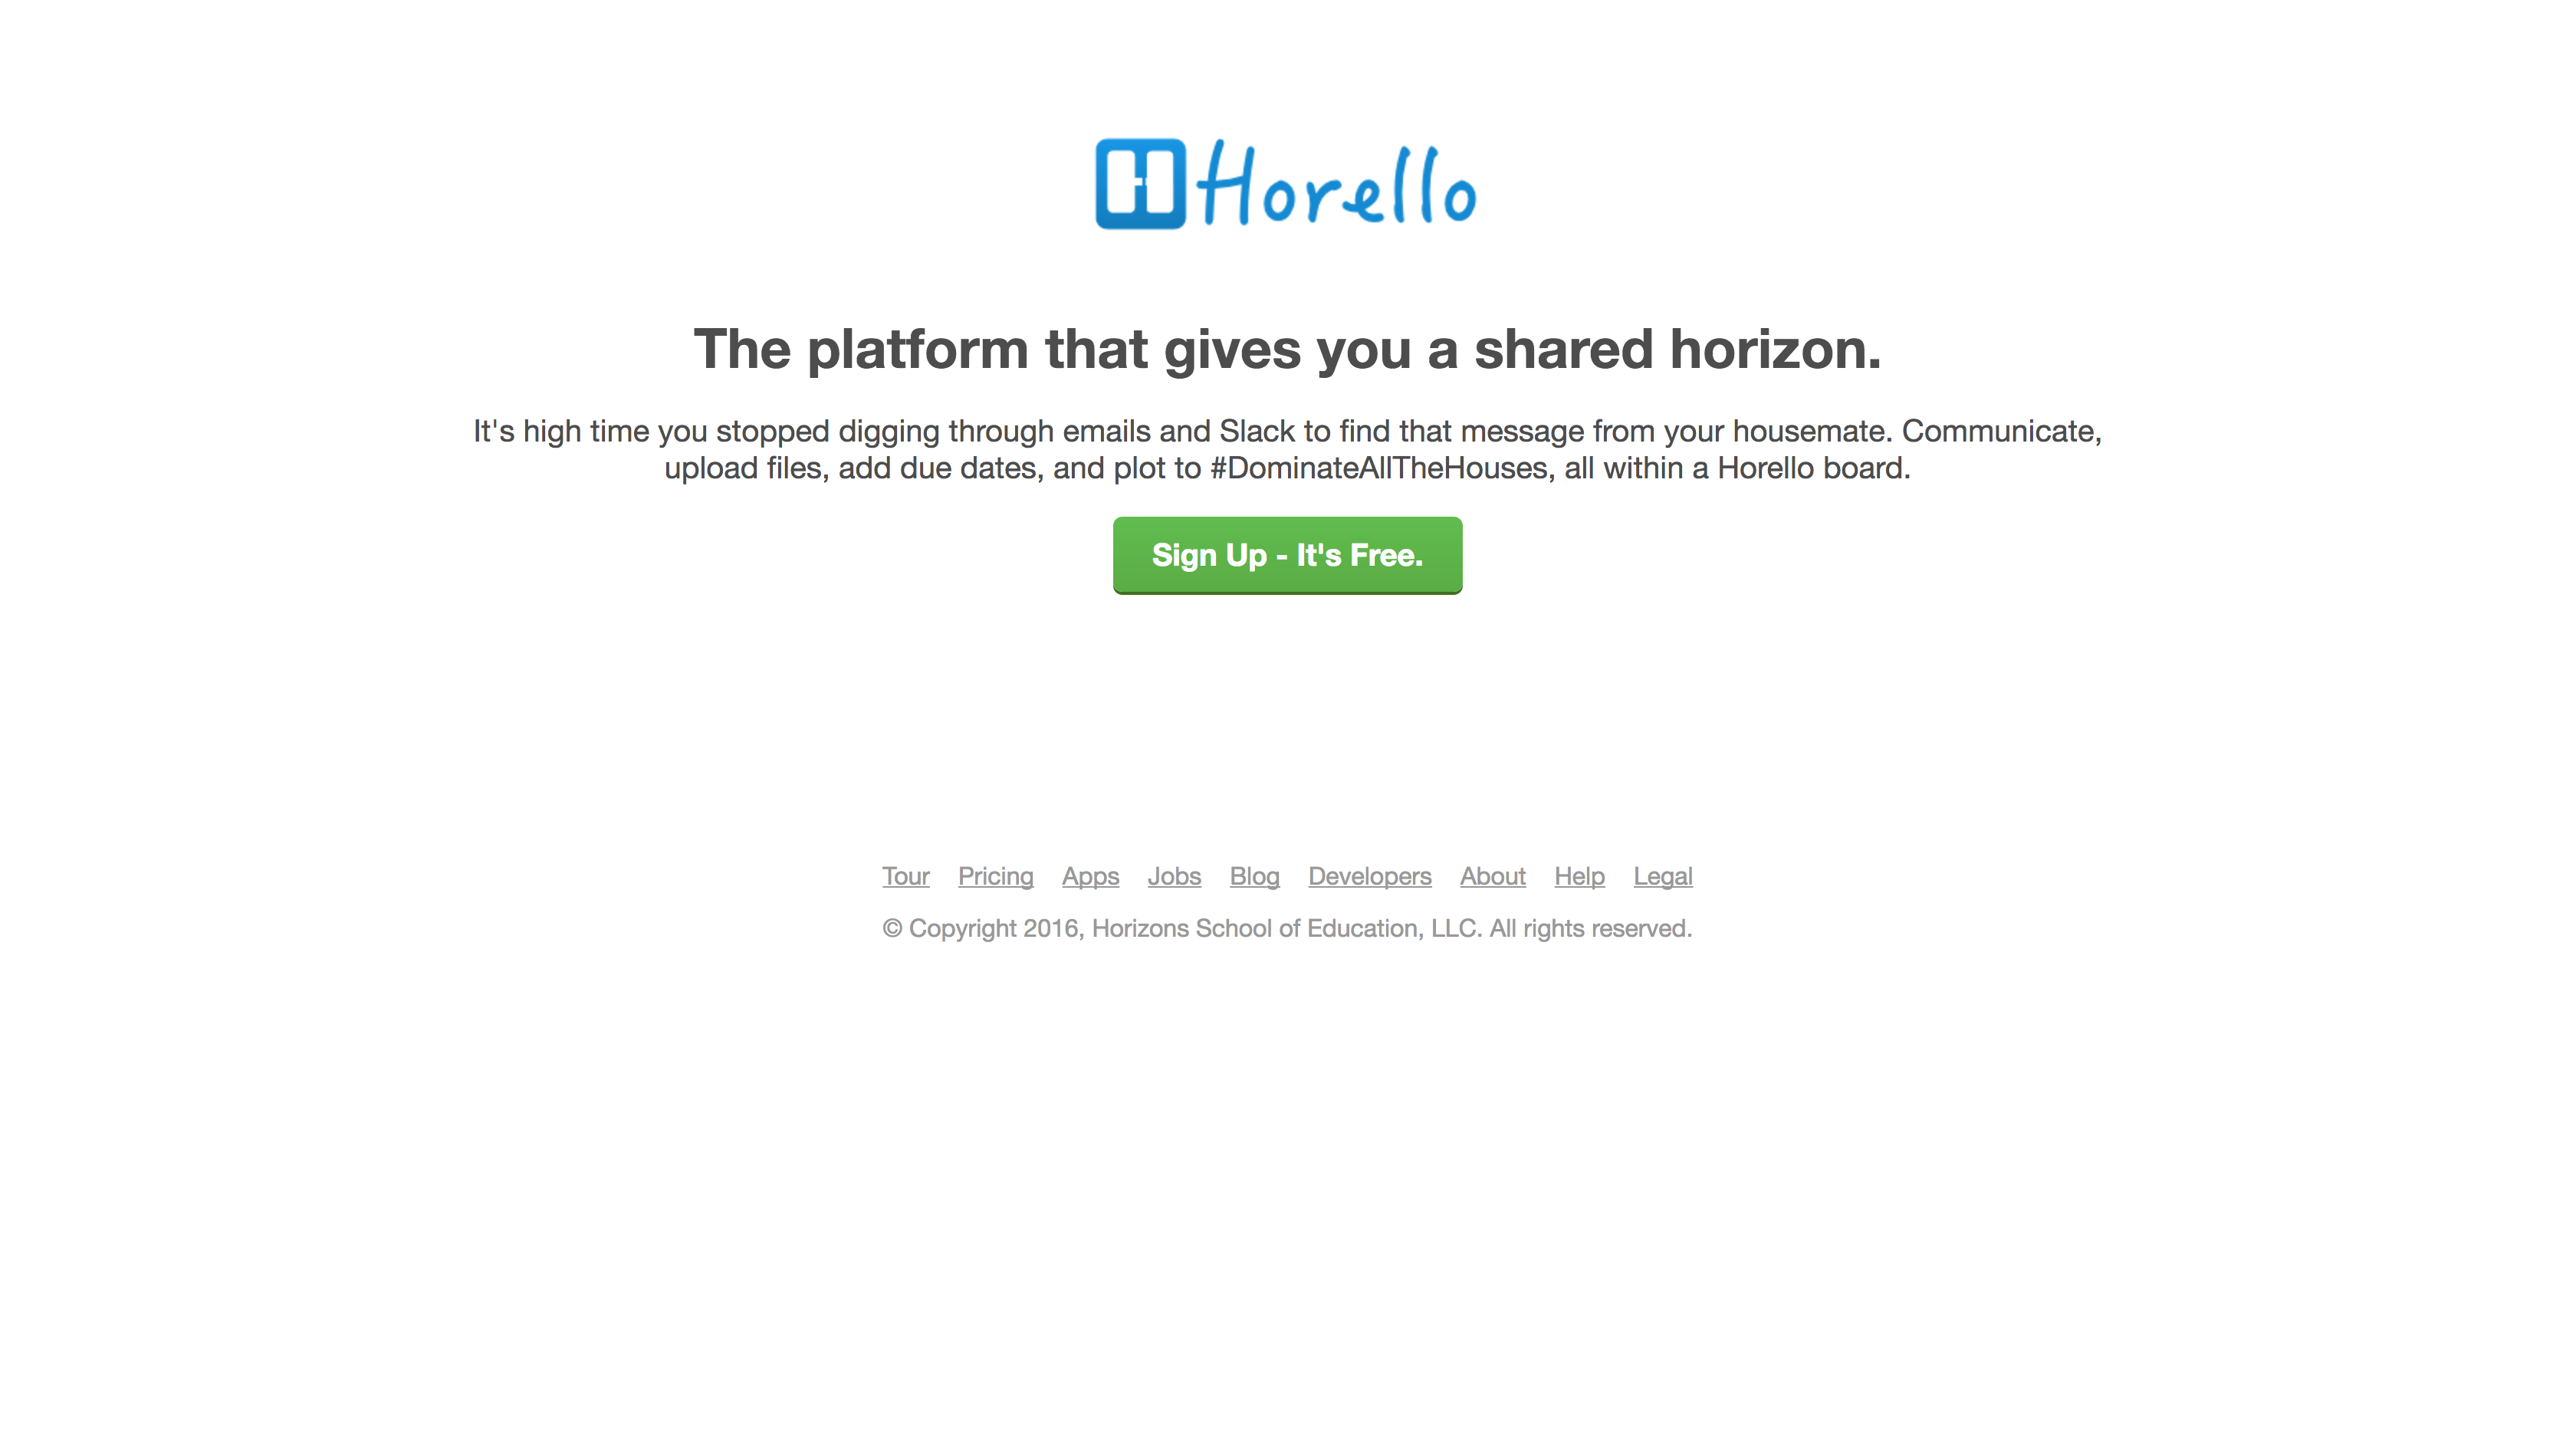 Horello
The platform that gives you a shared horizon.
It's high time you stopped digging through emails and Slack to find that message from your housemate. Communicate,
upload files, add due dates, and plot to #DominateAllTheHouses, all within a Horello board.
Sign Up - It's Free.
Tour Pricing Apps Jobs Blog Developers About Help Legal
© Copyright 2016, Horizons School of Education, LLC. All rights reserved.